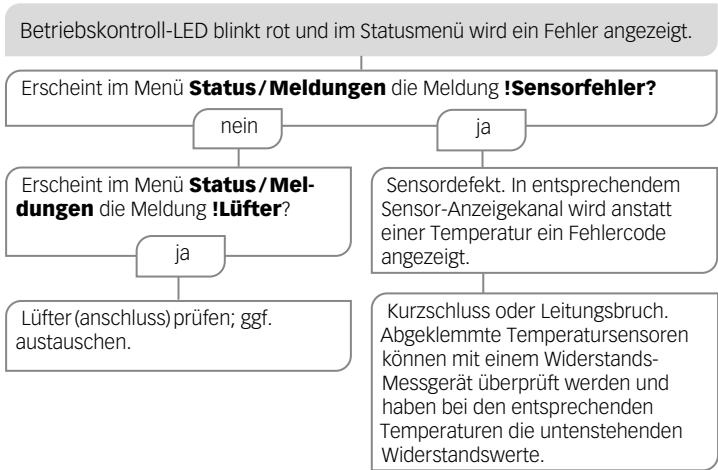 Betriebskontroll-LED blinkt rot und im Statusmenü wird ein Fehler angezeigt.
Erscheint im Menü Status / Meldungen die Meldung !Sensorfehler?
nein
ja
Erscheint im Menü Status / Mel-
dungen die Meldung !Lüfter?
ja
Lüfter (anschluss) prüfen; ggf.
austauschen.
Sensordefekt. In entsprechendem
Sensor-Anzeigekanal wird anstatt
einer Temperatur ein Fehlercode
angezeigt.
Kurzschluss oder Leitungsbruch.
Abgeklemmte Temperatursensoren
können mit einem Widerstands-
Messgerät überprüft werden und
haben bei den entsprechenden
Temperaturen die untenstehenden
Widerstandswerte.